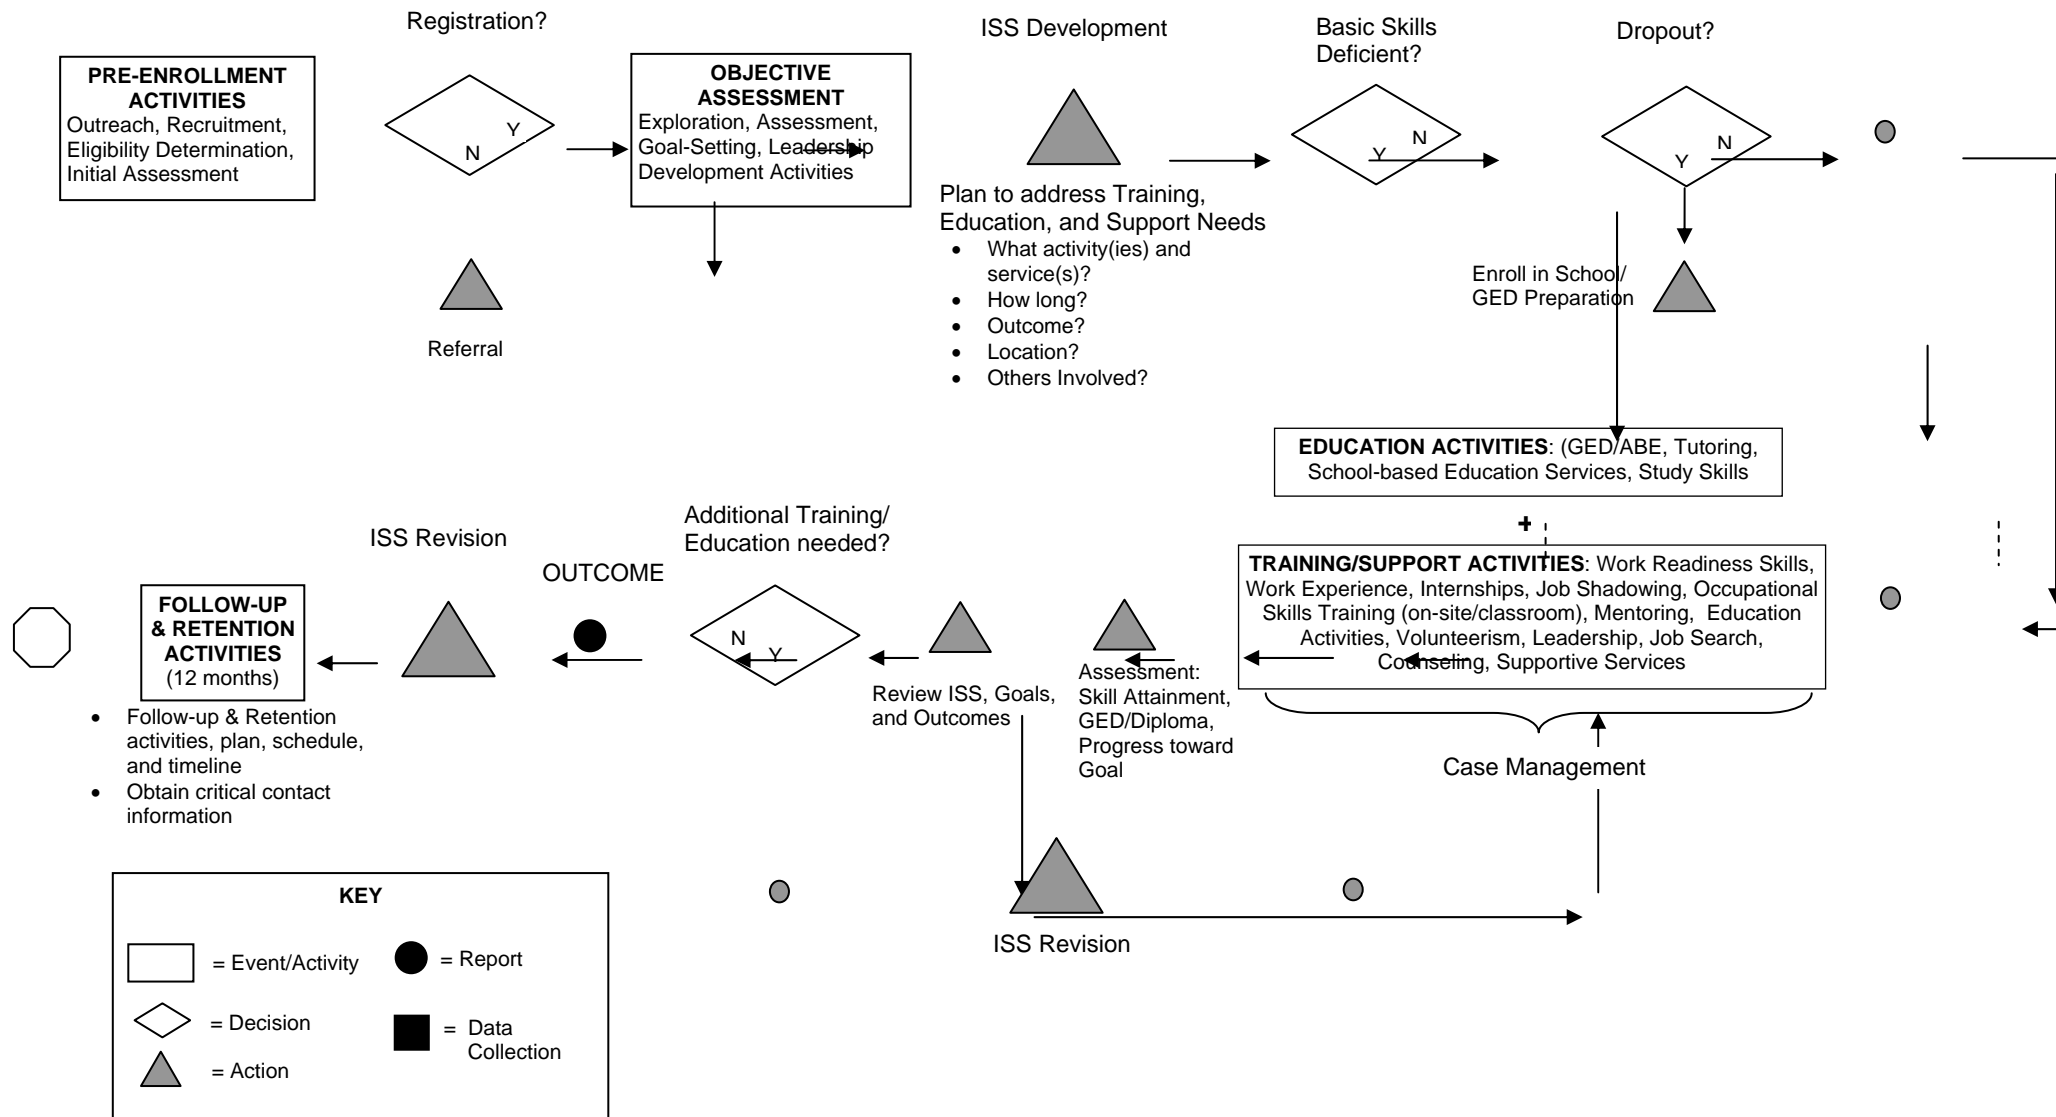 Registration?
ISS Development
Basic Skills
Deficient?
Dropout?
PRE-ENROLLMENT
ACTIVITIES
Outreach, Recruitment,
Eligibility Determination,
Initial Assessment
Y
N
OBJECTIVE
ASSESSMENT
Exploration, Assessment,
Goal-Setting, Leadership
Development Activities
N
Y
N
Y
Plan to address Training,
Education, and Support Needs
• What activity(ies) and
service(s)?
• How long?
• Outcome?
• Location?
• Others Involved?
Referral
Enroll in School/
GED Preparation
EDUCATION ACTIVITIES: (GED/ABE, Tutoring,
School-based Education Services, Study Skills
+
TRAINING/SUPPORT ACTIVITIES: Work Readiness Skills,
Work Experience, Internships, Job Shadowing, Occupational
Skills Training (on-site/classroom), Mentoring, Education
Activities, Volunteerism, Leadership, Job Search,
Counseling, Supportive Services
Case Management
Additional Training/
Education needed?
ISS Revision
OUTCOME
N
Y
FOLLOW-UP
& RETENTION
ACTIVITIES
(12 months)
• Follow-up & Retention
activities, plan, schedule,
and timeline
• Obtain critical contact
information
Review ISS, Goals,
and Outcomes
Assessment:
Skill Attainment,
GED/Diploma,
Progress toward
Goal
ISS Revision
KEY
= Event/Activity
= Report
= Decision
= Data
Collection
= Action